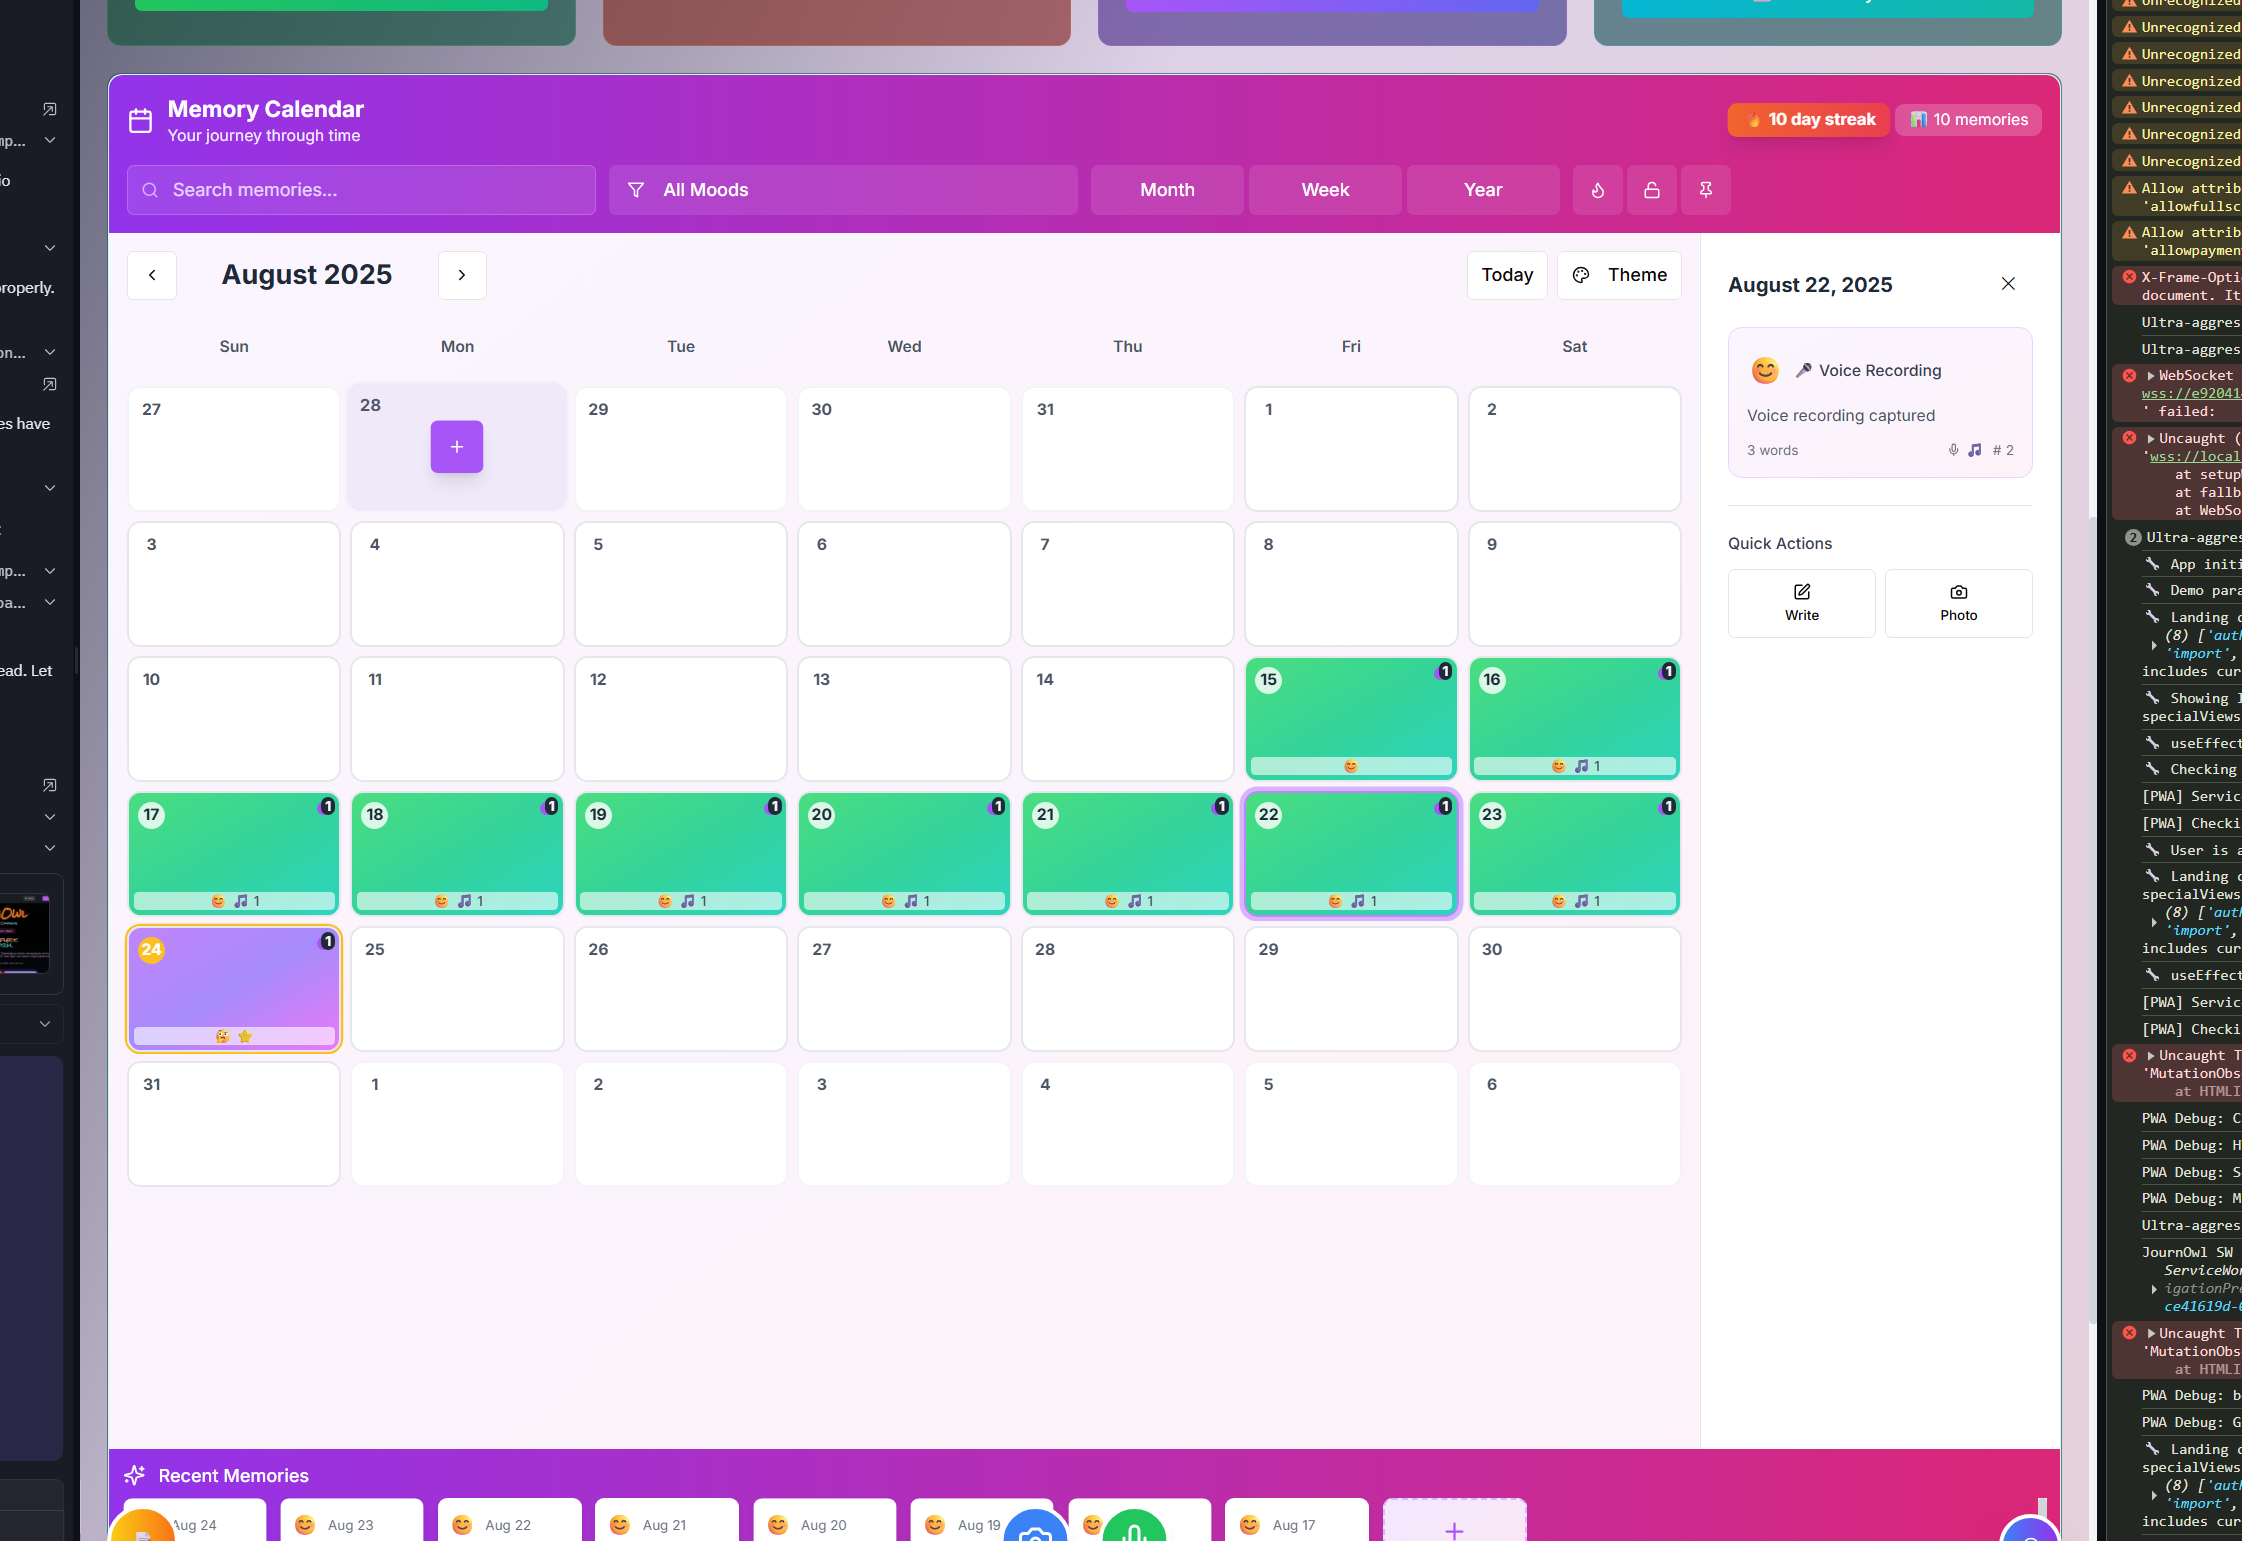 Memory Calendar
Your journey through time
🔥 10 day streak
📊 10 memories
Search memories...
All Moods
Month
Week
Year
August 2025
Today
Theme
Sun Mon Tue Wed Thu Fri Sat
27 28 29 30 31 1 2
+
3 4 5 6 7 8 9
10 11 12 13 14 15 16
1 1
😊 😊 🎵 1
17 18 19 20 21 22 23
1 1 1 1 1 1 1
😊 🎵 1 😊 🎵 1 😊 🎵 1 😊 🎵 1 😊 🎵 1 😊 🎵 1 😊 🎵 1
24 25 26 27 28 29 30
1
🤔 ⭐
31 1 2 3 4 5 6
August 22, 2025
😊 🎤 Voice Recording
Voice recording captured
3 words
🎵 # 2
Quick Actions
Write
Photo
Recent Memories
Aug 24
😊 Aug 23
😊 Aug 22
😊 Aug 21
😊 Aug 20
😊 Aug 19
😊 Aug 17
+
mp...
io
roperly.
on...
es have
mp...
pa...
ead. Let
Unrecognized
Unrecognized
Unrecognized
Unrecognized
Unrecognized
Unrecognized
Allow attrib
'allowfullsc
Allow attrib
'allowpaymen
X-Frame-Opti
document. It
Ultra-aggres
Ultra-aggres
WebSocket
wss://e92041
' failed:
Uncaught (
'wss://local
at setup
at fallb
at WebSo
2 Ultra-aggres
🔧 App initi
🔧 Demo para
🔧 Landing c
(8) ['auth
'import',
includes cur
🔧 Showing l
specialViews
🔧 useEffect
🔧 Checking
[PWA] Servic
[PWA] Checki
🔧 User is a
🔧 Landing c
specialViews
(8) ['auth
'import',
includes cur
🔧 useEffect
[PWA] Servic
[PWA] Checki
Uncaught T
'MutationObs
at HTMLI
PWA Debug: C
PWA Debug: H
PWA Debug: S
PWA Debug: M
Ultra-aggres
JournOwl SW
ServiceWor
igationPre
ce41619d-
Uncaught T
'MutationObs
at HTMLI
PWA Debug: b
PWA Debug: G
🔧 Landing c
specialViews
(8) ['auth
'import',
includes cur